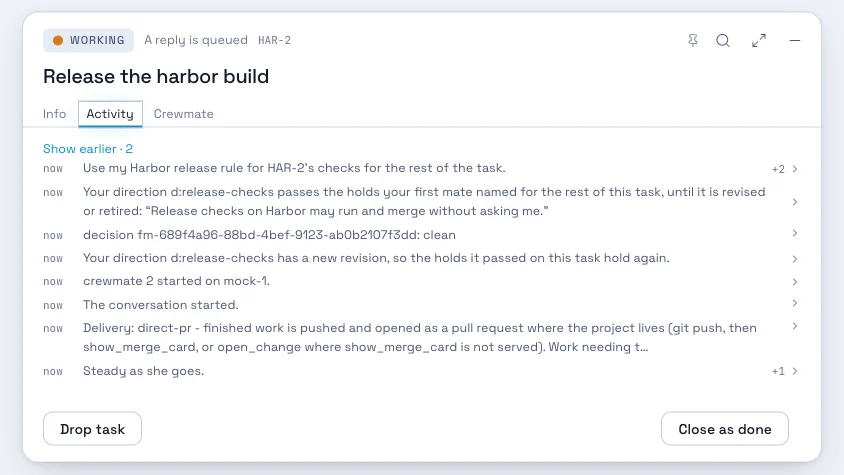 WORKING A reply is queued HAR-2
Release the harbor build
Info Activity Crewmate
Show earlier · 2
now Use my Harbor release rule for HAR-2's checks for the rest of the task. +2
now Your direction d:release-checks passes the holds your first mate named for the rest of this task, until it is revised
or retired: “Release checks on Harbor may run and merge without asking me.”
now decision fm-689f4a96-88bd-4bef-9123-ab0b2107f3dd: clean
now Your direction d:release-checks has a new revision, so the holds it passed on this task hold again.
now crewmate 2 started on mock-1.
now The conversation started.
now Delivery: direct-pr - finished work is pushed and opened as a pull request where the project lives (git push, then
show_merge_card, or open_change where show_merge_card is not served). Work needing t…
now Steady as she goes. +1
Drop task Close as done